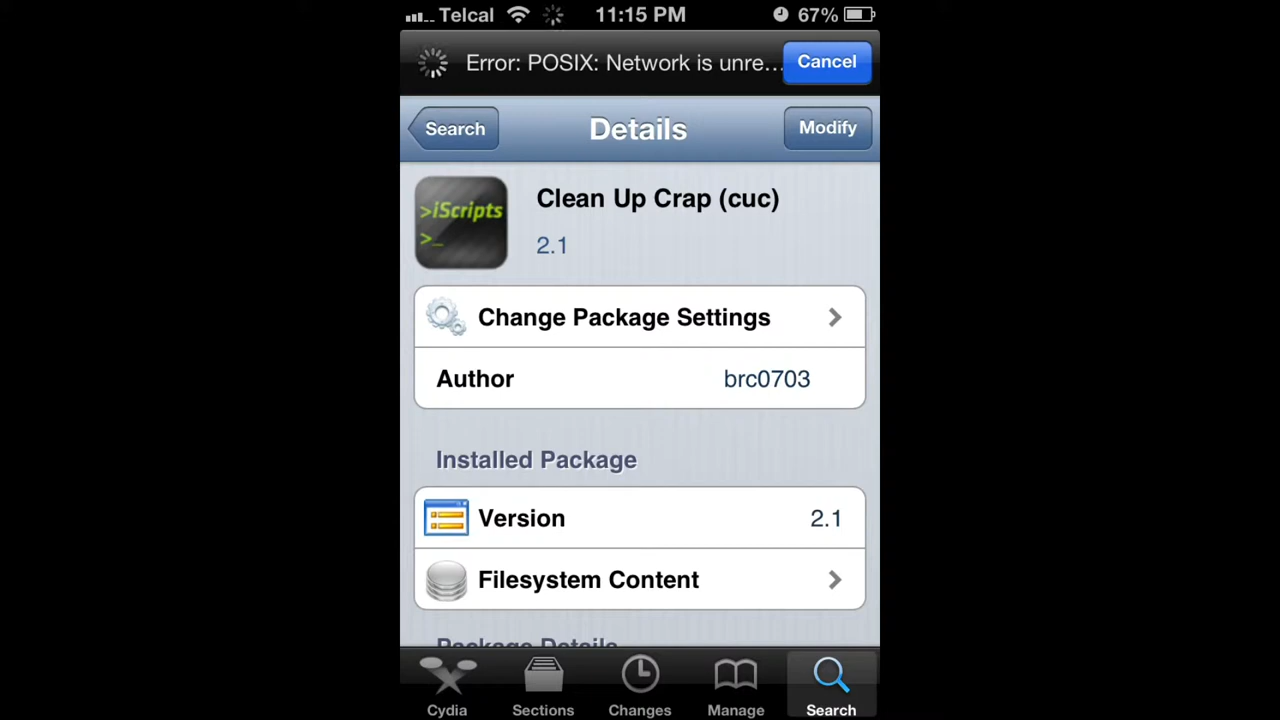 Telcal 11:15 PM 67%
Error: POSIX: Network is unre... Cancel
Search Details Modify
>iScripts
>_
Clean Up Crap (cuc)
2.1
Change Package Settings
Author brc0703
Installed Package
Version 2.1
Filesystem Content
Package Details
Cydia Sections Changes Manage Search